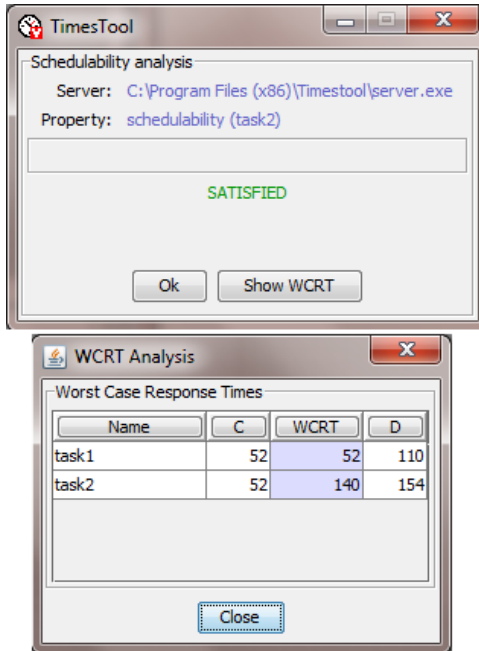 TimesTool
Schedulability analysis
Server: C:\Program Files (x86)\Timestool\server.exe
Property: schedulability (task2)
SATISFIED
Ok Show WCRT
WCRT Analysis
Worst Case Response Times
Name C WCRT D
task1 52 52 110
task2 52 140 154
Close